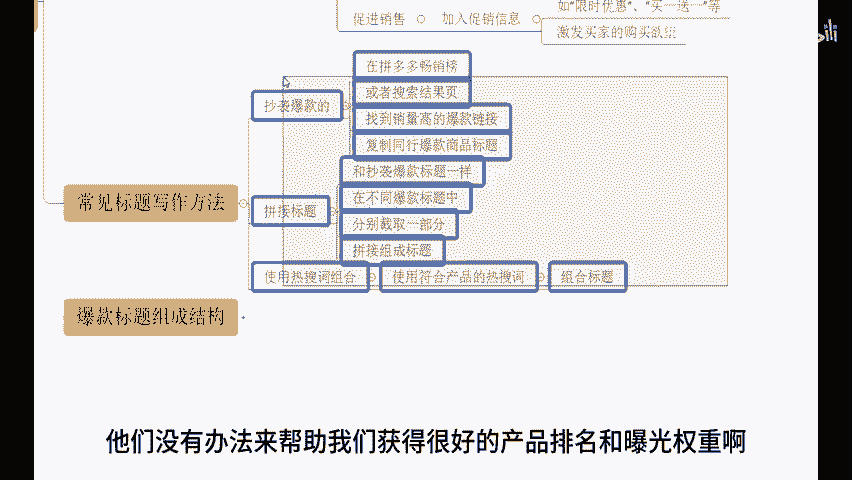 如“限时优惠”、“买一送一”等
促进销售
加入促销信息
激发买家的购买欲望
在拼多多畅销榜
抄袭爆款的
或者搜索结果页
找到销量高的爆款链接
复制同行爆款商品标题
和抄袭爆款标题一样
常见标题写作方法
拼接标题
在不同爆款标题中
分别截取一部分
拼接组成标题
使用热搜词组合
使用符合产品的热搜词
组合标题
爆款标题组成结构
他们没有办法来帮助我们获得很好的产品排名和曝光权重啊